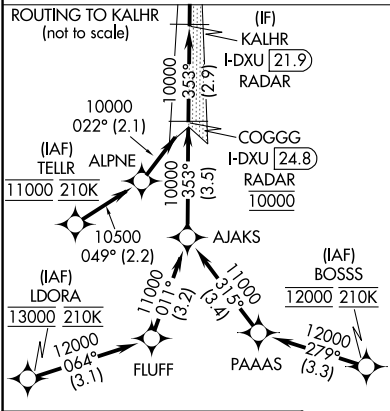 ROUTING TO KALHR
(not to scale)
(IF)
KALHR
I-DXU 21.9
RADAR
10000
353°
(2.9)
10000
022° (2.1)
COGGG
I-DXU 24.8
RADAR
10000
(IAF)
TELLR
11000 210K
ALPNE
10500
049° (2.2)
10000
353°
(3.5)
AJAKS
(IAF)
LDORA
13000 210K
12000
064°
(3.1)
FLUFF
11000
011°
(3.2)
11000
315°
(3.4)
PAAAS
(IAF)
BOSSS
12000 210K
12000
279°
(3.3)